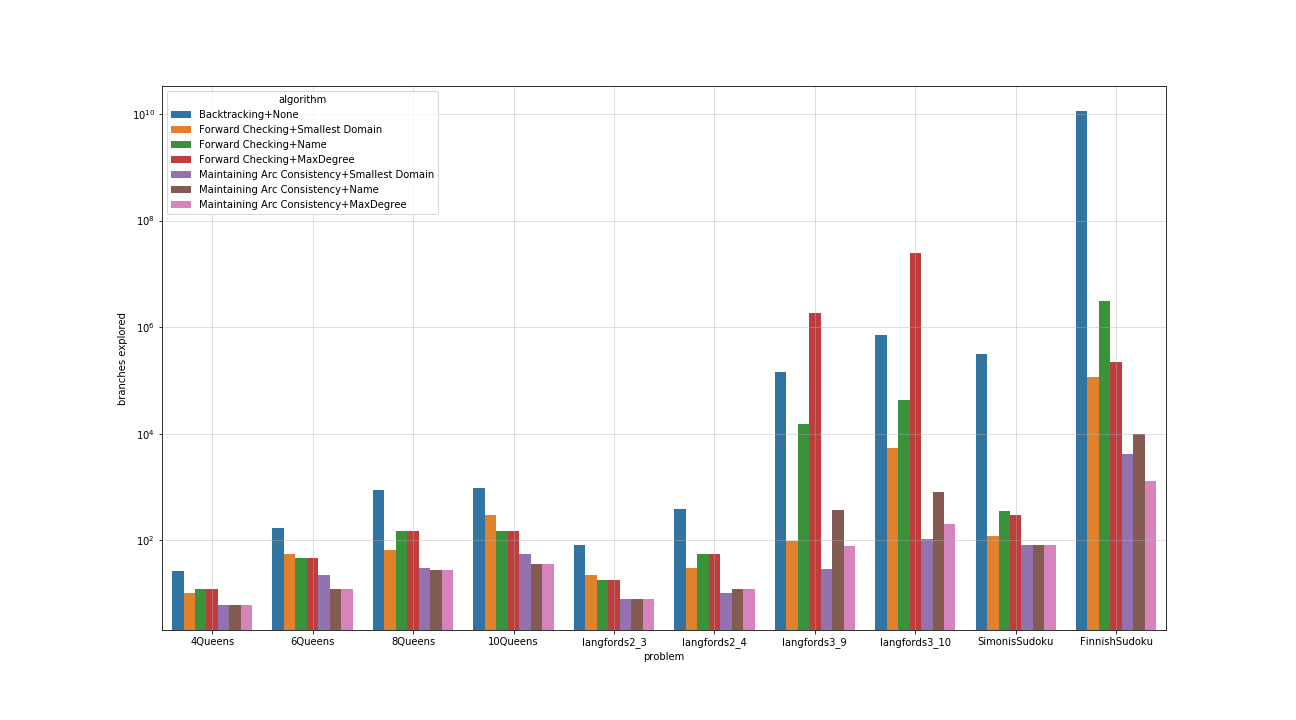 algorithm
Backtracking+None
Forward Checking+Smallest Domain
Forward Checking+Name
Forward Checking+MaxDegree
Maintaining Arc Consistency+Smallest Domain
Maintaining Arc Consistency+Name
Maintaining Arc Consistency+MaxDegree
10^10
10^8
10^6
10^4
10^2
branches explored
4Queens 6Queens 8Queens 10Queens langfords2_3 langfords2_4 langfords3_9 langfords3_10 SimonisSudoku FinnishSudoku
problem